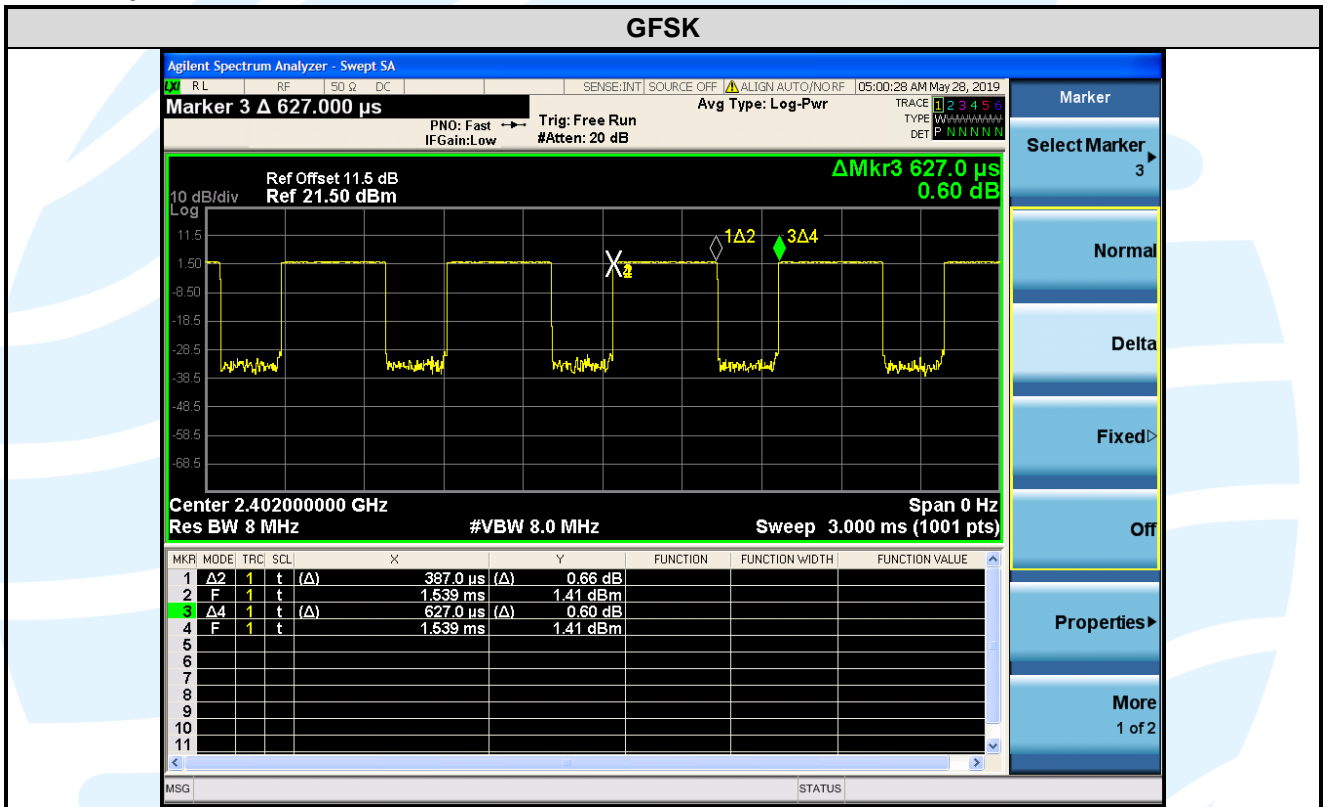 GFSK
Agilent Spectrum Analyzer - Swept SA
LXI RL RF 50 Ω DC SENSE:INT SOURCE OFF ALIGN AUTO/NO RF 05:00:28 AM May 28, 2019
Marker 3 Δ 627.000 µs
PNO: Fast
IFGain:Low
Trig: Free Run
#Atten: 20 dB
Avg Type: Log-Pwr
TRACE 1 2 3 4 5 6
TYPE WWWWWW
DET P N N N N N
ΔMkr3 627.0 µs
0.60 dB
Ref Offset 11.5 dB
10 dB/div Ref 21.50 dBm
Log
11.5
1.50
-8.50
-18.5
-28.5
-38.5
-48.5
-58.5
-68.5
1Δ2
3Δ4
Center 2.402000000 GHz Span 0 Hz
Res BW 8 MHz #VBW 8.0 MHz Sweep 3.000 ms (1001 pts)
MKR MODE TRC SCL X Y FUNCTION FUNCTION WIDTH FUNCTION VALUE
1 Δ2 1 t (Δ) 387.0 µs (Δ) 0.66 dB
2 F 1 t 1.539 ms 1.41 dBm
3 Δ4 1 t (Δ) 627.0 µs (Δ) 0.60 dB
4 F 1 t 1.539 ms 1.41 dBm
5
6
7
8
9
10
11
MSG STATUS
Marker
Select Marker
3
Normal
Delta
Fixed
Off
Properties
More
1 of 2